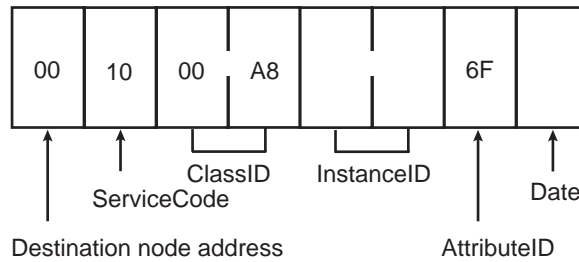 00 10 00 A8 6F
ClassID InstanceID
ServiceCode Date
Destination node address AttributeID